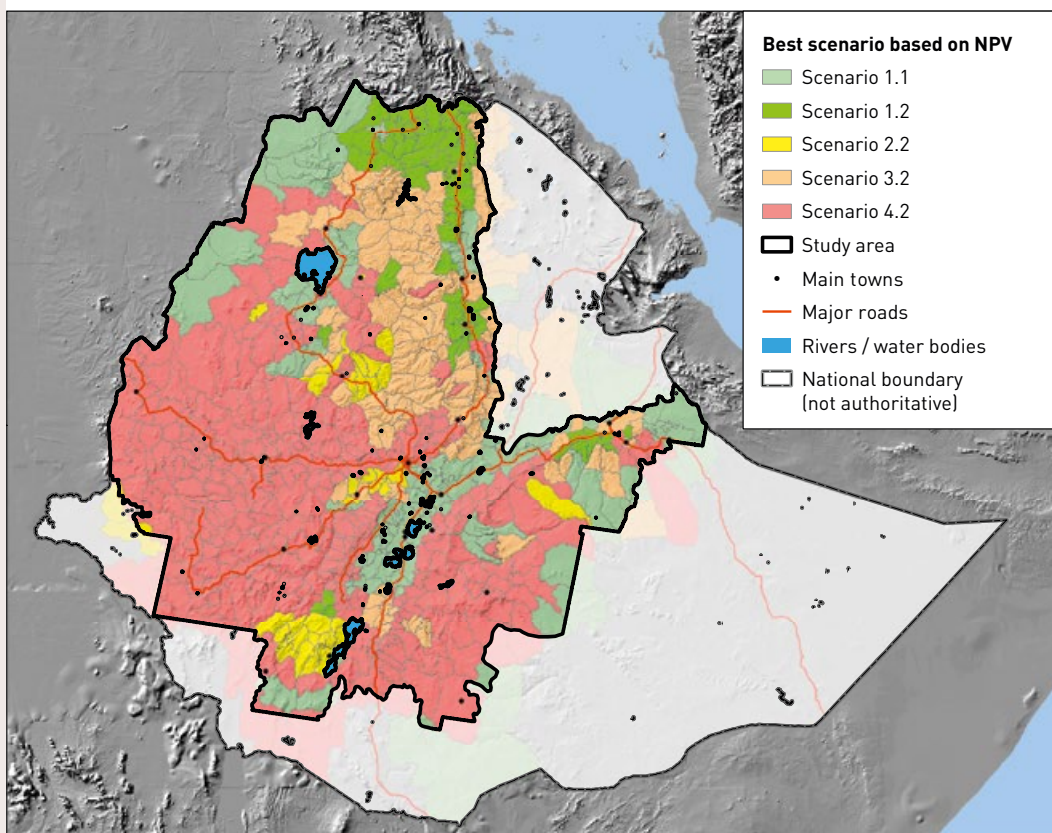 Best scenario based on NPV
Scenario 1.1
Scenario 1.2
Scenario 2.2
Scenario 3.2
Scenario 4.2
Study area
Main towns
Major roads
Rivers / water bodies
National boundary
(not authoritative)